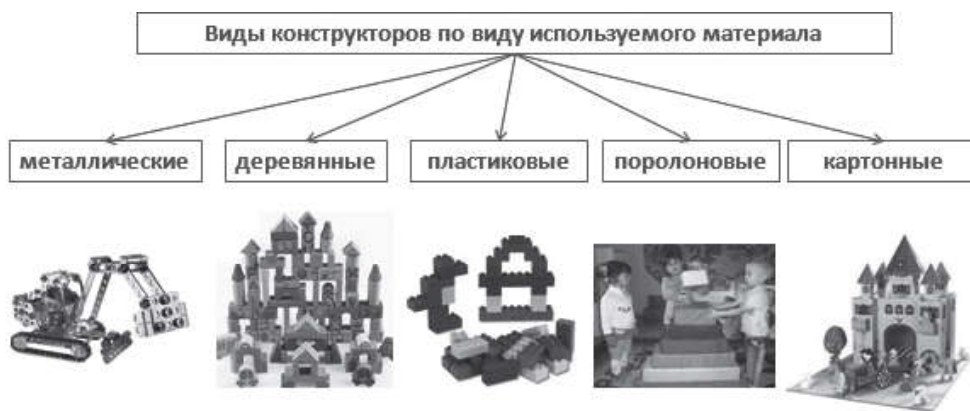 Виды конструкторов по виду используемого материала
металлические
деревянные
пластиковые
поролоновые
картонные